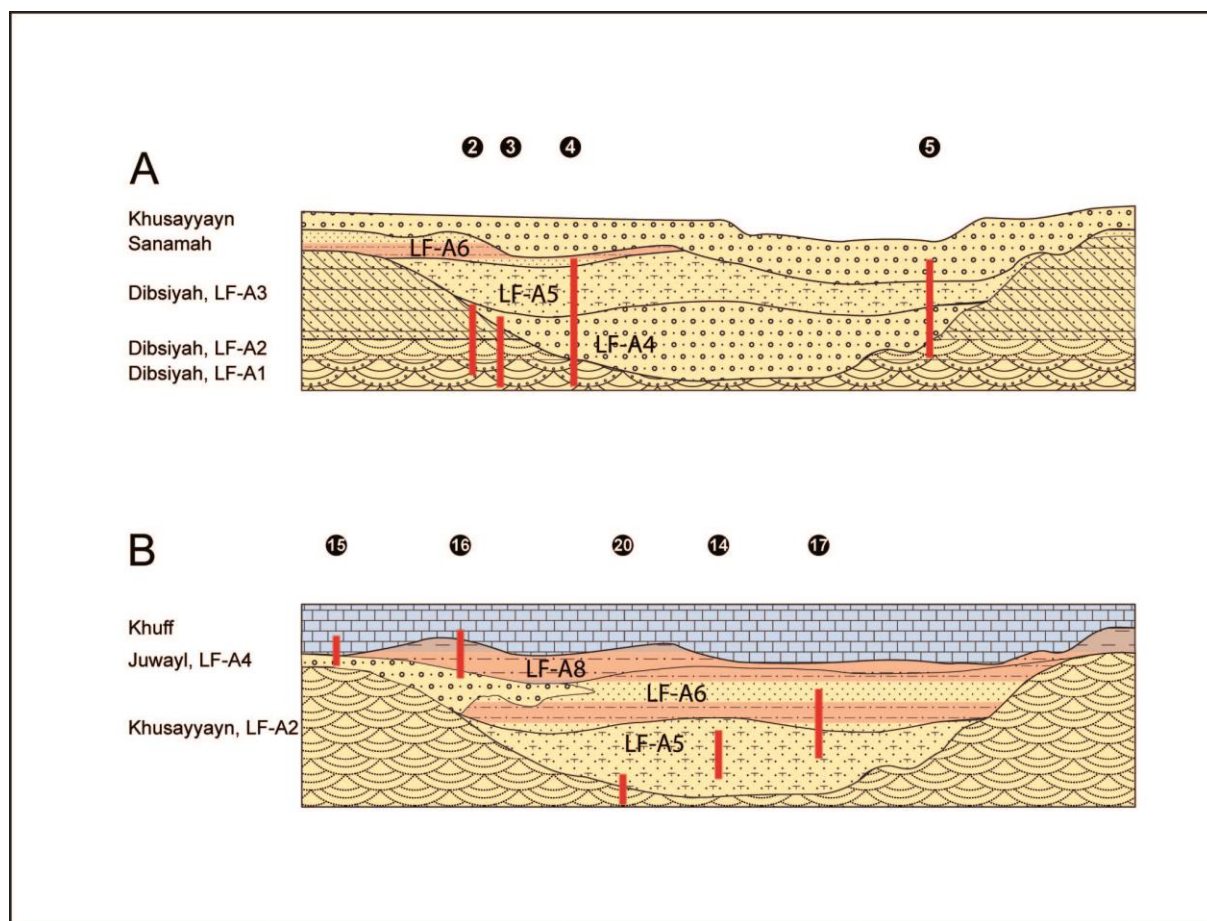 A
2 3 4 5
Khusayyayn
Sanamah
LF-A6
Dibsiyah, LF-A3
LF-A5
Dibsiyah, LF-A2
LF-A4
Dibsiyah, LF-A1
B
15 16 20 14 17
Khuff
Juwayl, LF-A4
LF-A8
LF-A6
Khusayyayn, LF-A2
LF-A5